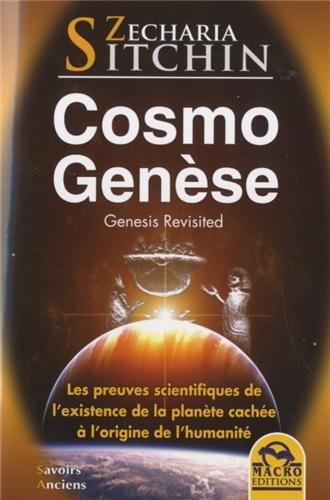 ZECHARIA
SITCHIN
Cosmo
Genèse
Genesis Revisited
Les preuves scientifiques de
l'existence de la planète cachée
à l'origine de l'humanité
Savoirs
Anciens
MACRO
EDITIONS